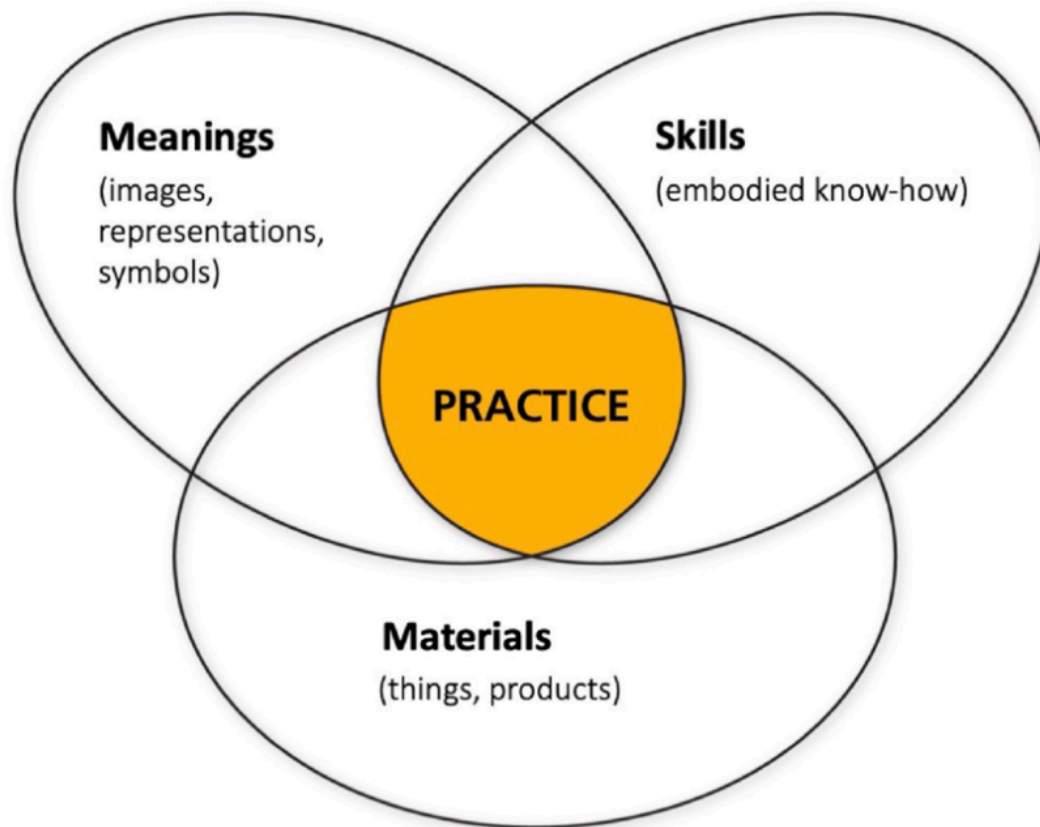 Meanings
(images,
representations,
symbols)
Skills
(embodied know-how)
PRACTICE
Materials
(things, products)